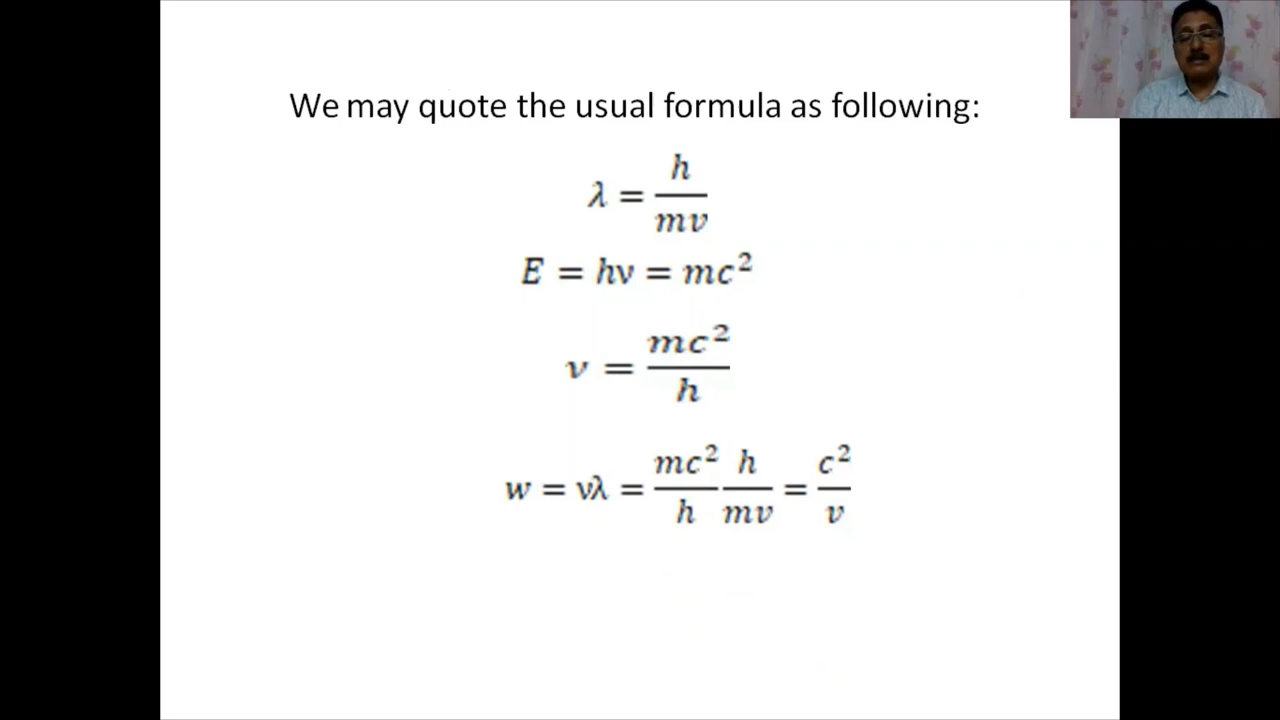 We may quote the usual formula as following:
λ = h/mv
E = hν = mc²
ν = mc²/h
w = νλ = mc²/h h/mv = c²/v